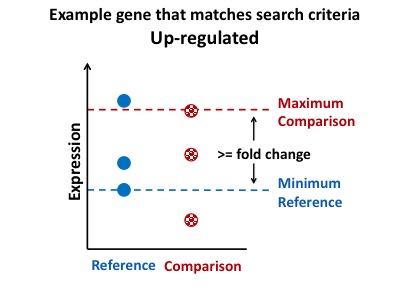 Example gene that matches search criteria
Up-regulated
Maximum
Comparison
>= fold change
Minimum
Reference
Expression
Reference Comparison